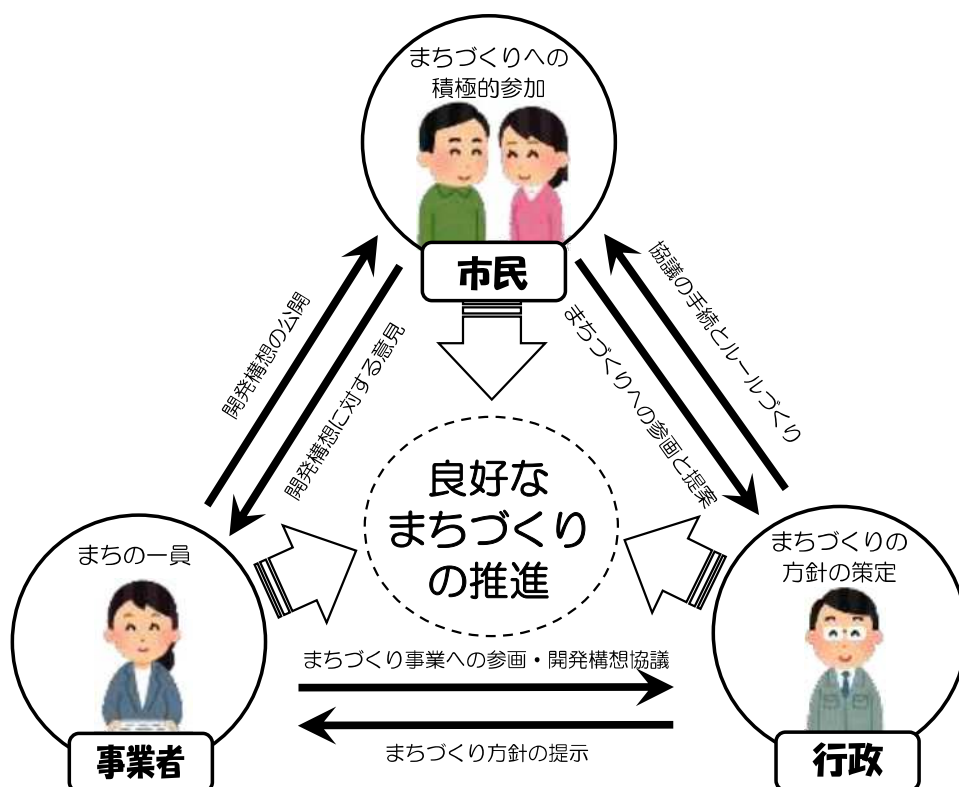 まちづくりへの
積極的参加
市民
開発構想の公開
開発構想に対する意見
まちづくりへの参画と提案
協議の手続とルールづくり
良好な
まちづくり
の推進
まちの一員
事業者
まちづくりの
方針の策定
行政
まちづくり事業への参画・開発構想協議
まちづくり方針の提示